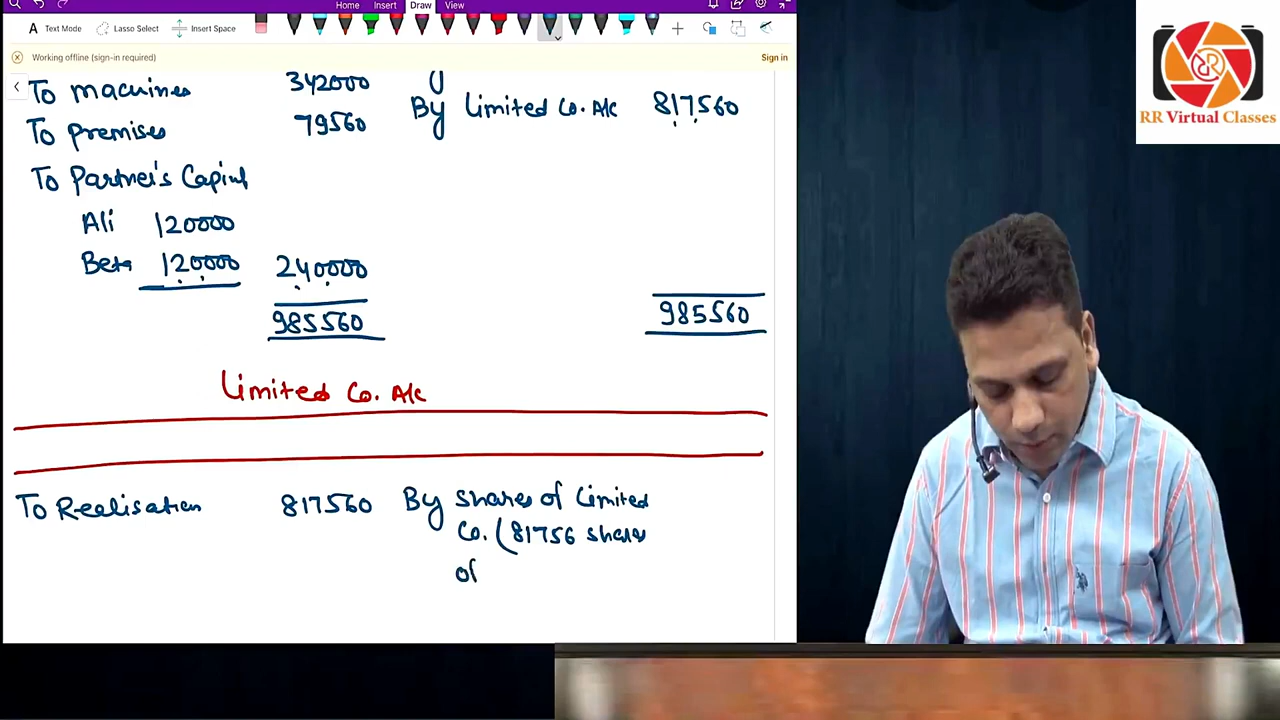 Home Insert Draw View
Text Mode Lasso Select Insert Space
Working offline (sign-in required) Sign in
To machines 342000
By Limited Co. A/c 817560
To Premises 79560
To Partner's Capital
Ali 120000
Beta 120000 240000
985560 985560
Limited Co. A/c
To Realisation 817560 By Shares of Limited
Co. (81756 shares
of
RR
RR Virtual Classes